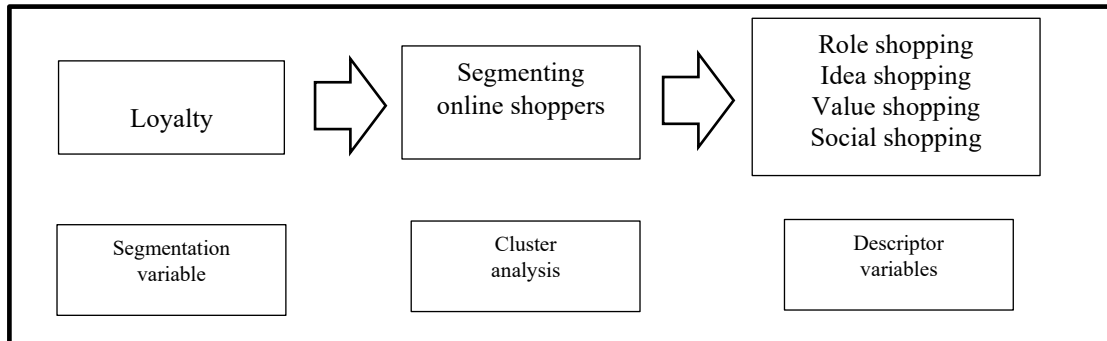 Loyalty
Segmenting
online shoppers
Role shopping
Idea shopping
Value shopping
Social shopping
Segmentation
variable
Cluster
analysis
Descriptor
variables